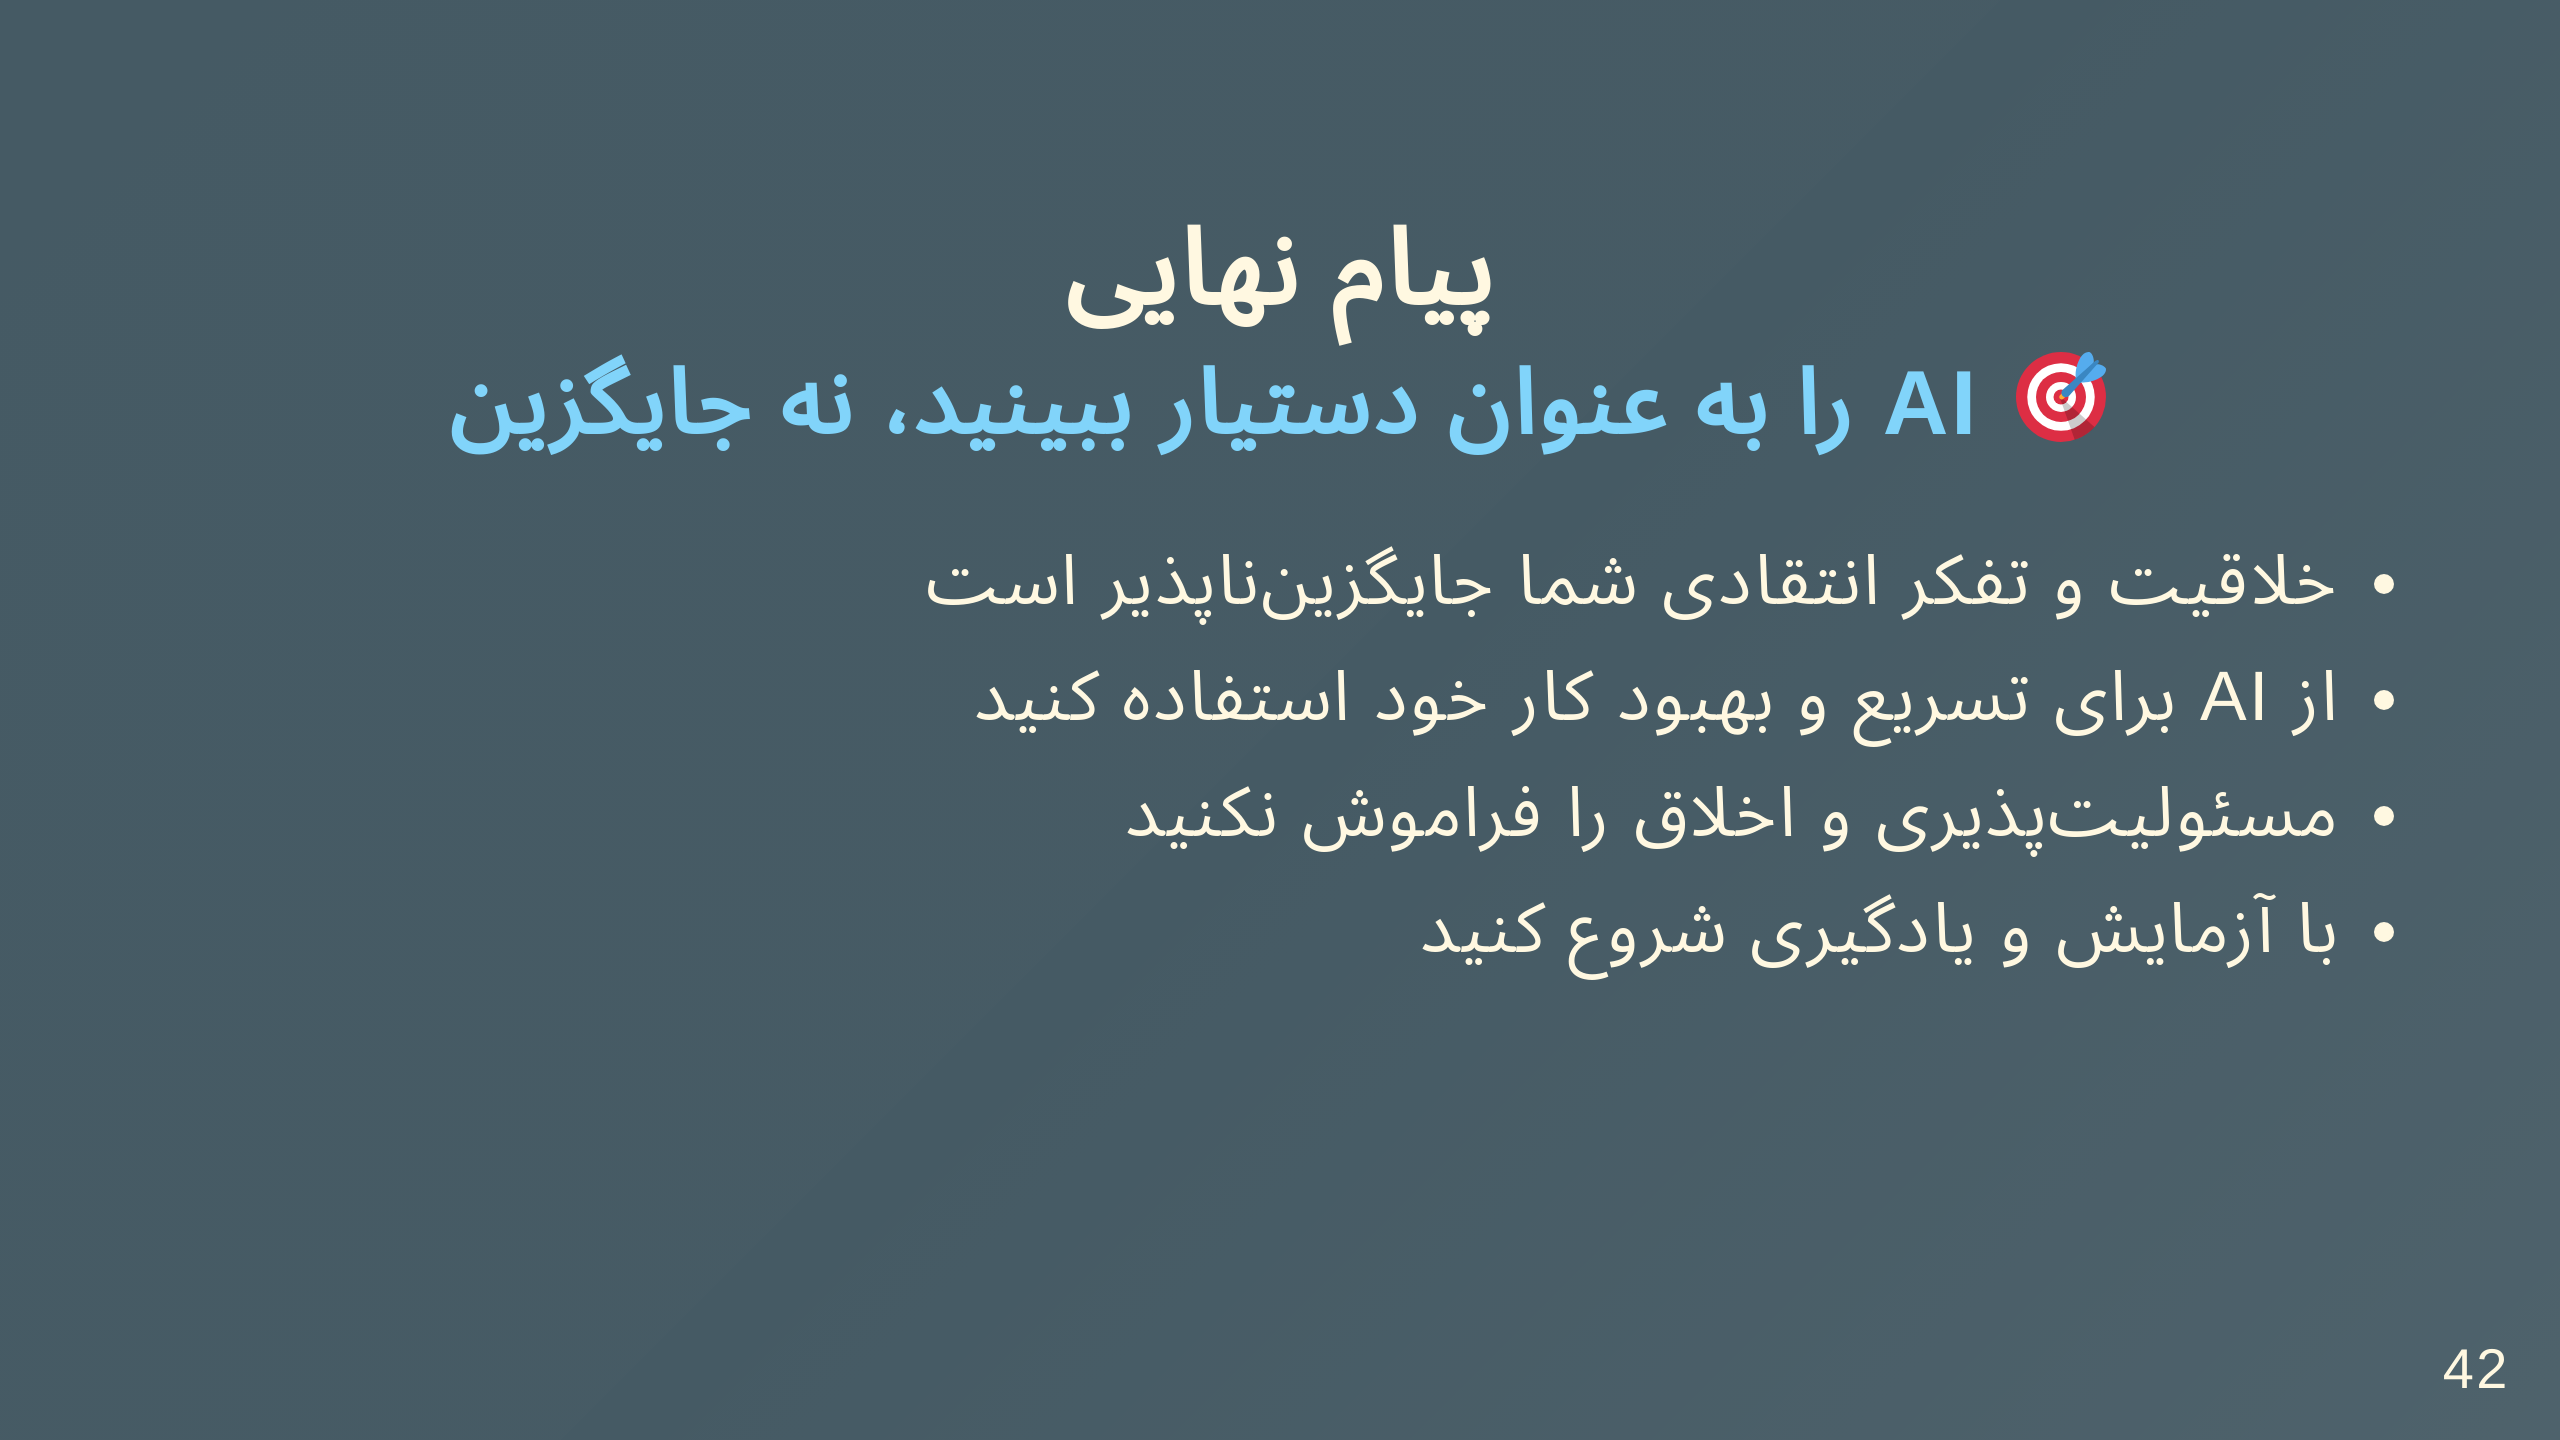 پیام نهایی
🎯 AI را به عنوان دستیار ببینید، نه جایگزین
• خلاقیت و تفکر انتقادی شما جایگزین‌ناپذیر است
• از AI برای تسریع و بهبود کار خود استفاده کنید
• مسئولیت‌پذیری و اخلاق را فراموش نکنید
• با آزمایش و یادگیری شروع کنید
42